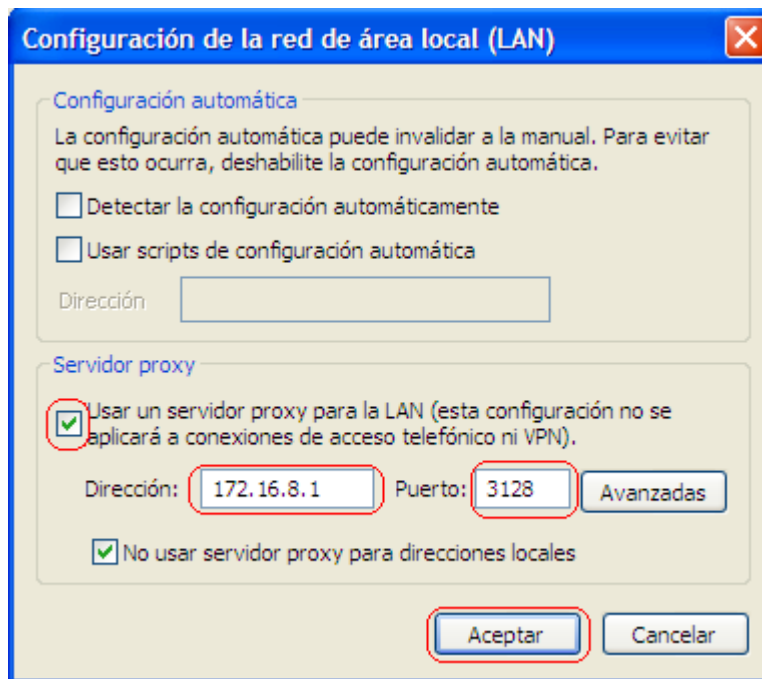 Configuración de la red de área local (LAN)
Configuración automática
La configuración automática puede invalidar a la manual. Para evitar
que esto ocurra, deshabilite la configuración automática.
Detectar la configuración automáticamente
Usar scripts de configuración automática
Dirección
Servidor proxy
Usar un servidor proxy para la LAN (esta configuración no se
aplicará a conexiones de acceso telefónico ni VPN).
Dirección: 172.16.8.1 Puerto: 3128 Avanzadas
No usar servidor proxy para direcciones locales
Aceptar Cancelar